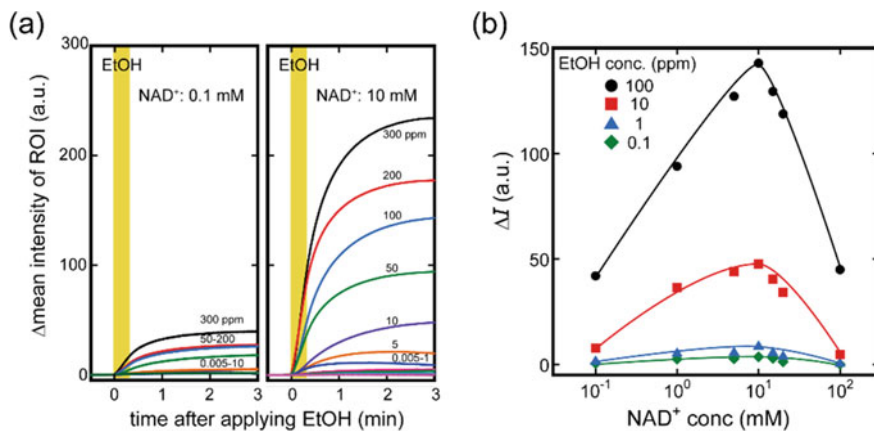 (a)
300
200
100
0
Δmean intensity of ROI (a.u.)
EtOH
NAD⁺: 0.1 mM
300 ppm
50-200
0.005-10
0
1
2
3
EtOH
NAD⁺: 10 mM
300 ppm
200
100
50
10
5
0.005-1
0
1
2
3
time after applying EtOH (min)
(b)
150
100
50
0
ΔI (a.u.)
EtOH conc. (ppm)
100
10
1
0.1
10⁻¹
10⁰
10¹
10²
NAD⁺ conc (mM)